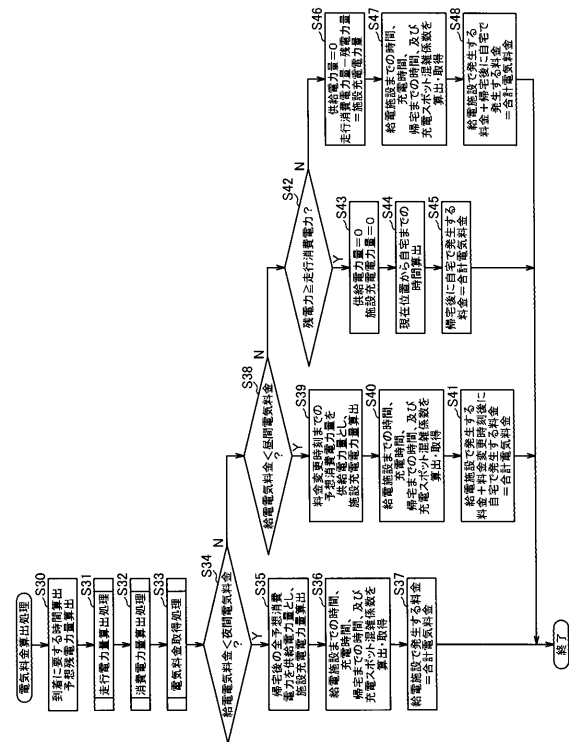 電気料金算出処理
S30
到着に要する時間算出
予想残電力量算出
S31
走行電力量算出処理
S32
消費電力量算出処理
S33
電気料金取得処理
S34
給電電気料金<夜間電気料金
?
N
Y
S35
帰宅後の全予想消費
電力を供給電力量とし、
施設充電電力量算出
S36
給電施設までの時間、
充電時間、
帰宅までの時間、及び
充電スポット混雑係数を
算出・取得
S37
給電施設で発生する料金
=合計電気料金
S38
給電電気料金<昼間電気料金
?
N
Y
S39
料金変更時刻までの
予想消費電力量を
供給電力量とし、
施設充電電力量算出
S40
給電施設までの時間、
充電時間、
帰宅までの時間、及び
充電スポット混雑係数を
算出・取得
S41
給電施設で発生する
料金+料金変更時刻後に
自宅で発生する料金
=合計電気料金
S42
残電力≧走行消費電力?
N
Y
S43
供給電力量=0
施設充電電力量=0
S44
現在位置から自宅までの
時間算出
S45
帰宅後に自宅で発生する
料金=合計電気料金
S46
供給電力量=0
走行消費電力量-残電力量
=施設充電電力量
S47
給電施設までの時間、
充電時間、
帰宅までの時間、及び
充電スポット混雑係数を
算出・取得
S48
給電施設で発生する
料金+帰宅後に自宅で
発生する料金
=合計電気料金
終了